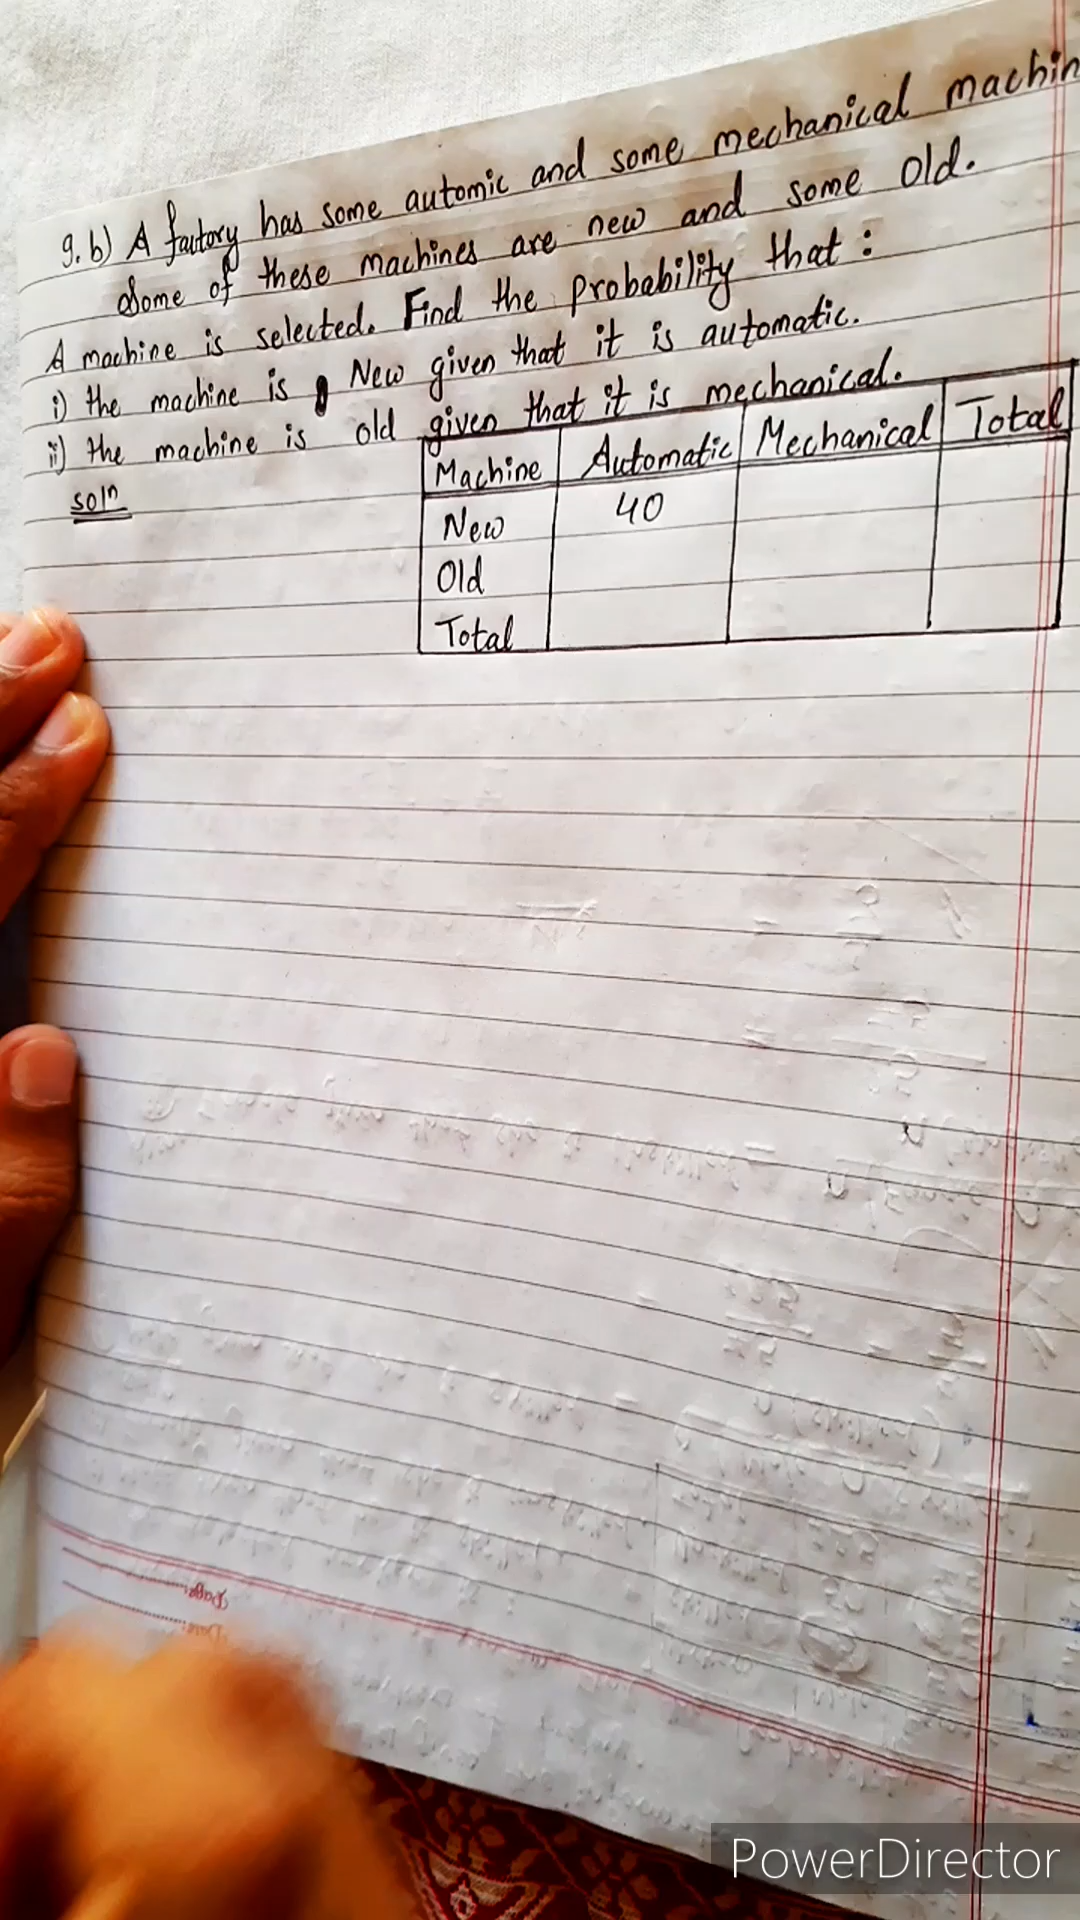 9. b) A factory has some automic and some mechanical machin
Some of these machines are new and some old.
A machine is selected. Find the probability that :
i) the machine is New given that it is automatic.
ii) the machine is old given that it is mechanical.
soln
Machine Automatic Mechanical Total
New 40
Old
Total
Page:
Date:
PowerDirector